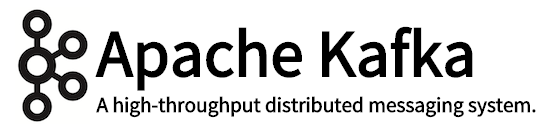 Apache Kafka
A high-throughput distributed messaging system.